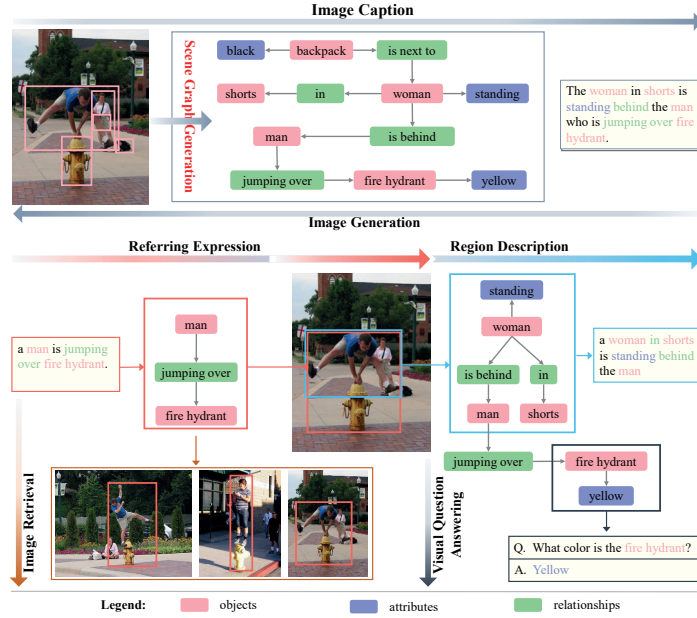 Image Caption
Scene Graph Generation
black
backpack
is next to
shorts
in
woman
standing
man
is behind
jumping over
fire hydrant
yellow
The woman in shorts is
standing behind the man
who is jumping over fire
hydrant.
Image Generation
Referring Expression
Region Description
a man is jumping
over fire hydrant.
man
jumping over
fire hydrant
standing
woman
is behind
in
man
shorts
jumping over
fire hydrant
yellow
a woman in shorts
is standing behind
the man
Image Retrieval
Visual Question
Answering
Q. What color is the fire hydrant?
A. Yellow
Legend:
objects
attributes
relationships